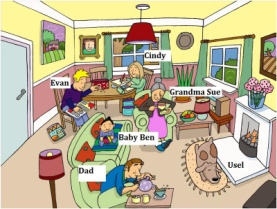 Cindy
Evan
Grandma Sue
Baby Ben
Usel
Dad